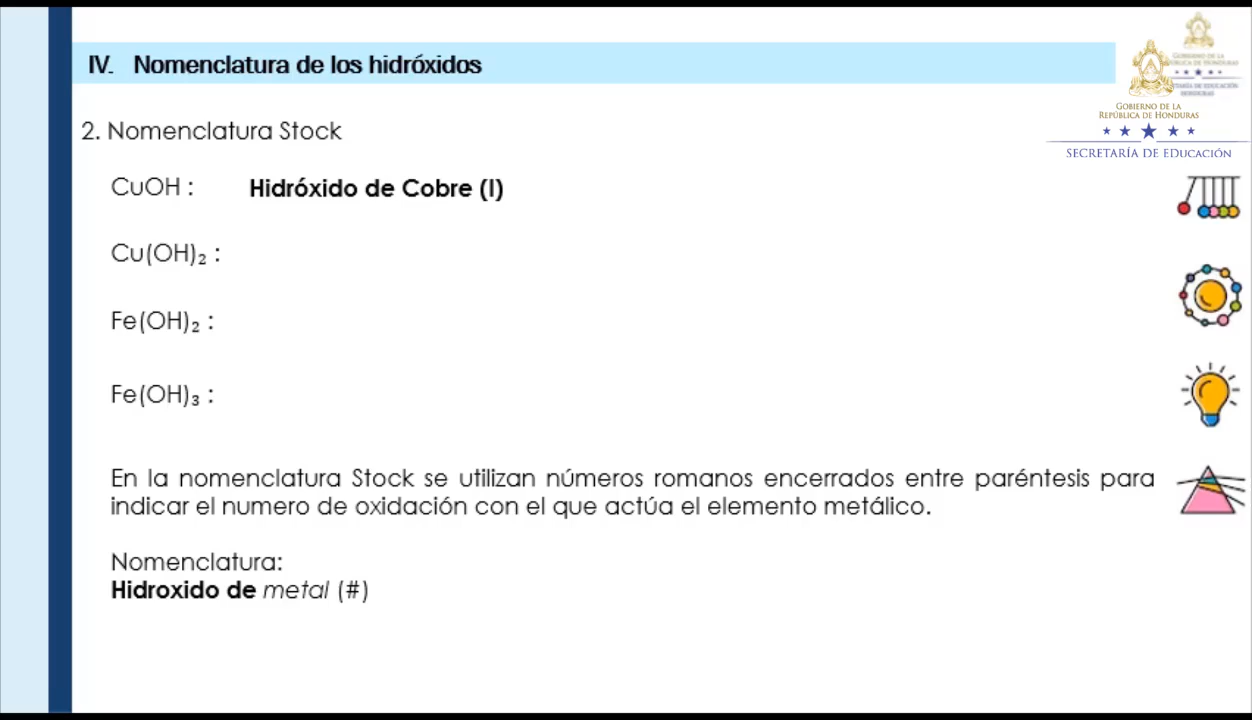 IV. Nomenclatura de los hidróxidos
GOBIERNO DE LA
REPÚBLICA DE HONDURAS
SECRETARÍA DE EDUCACIÓN
2. Nomenclatura Stock
CuOH : Hidróxido de Cobre (I)
Cu(OH)₂ :
Fe(OH)₂ :
Fe(OH)₃ :
En la nomenclatura Stock se utilizan números romanos encerrados entre paréntesis para
indicar el numero de oxidación con el que actúa el elemento metálico.
Nomenclatura:
Hidroxido de metal (#)